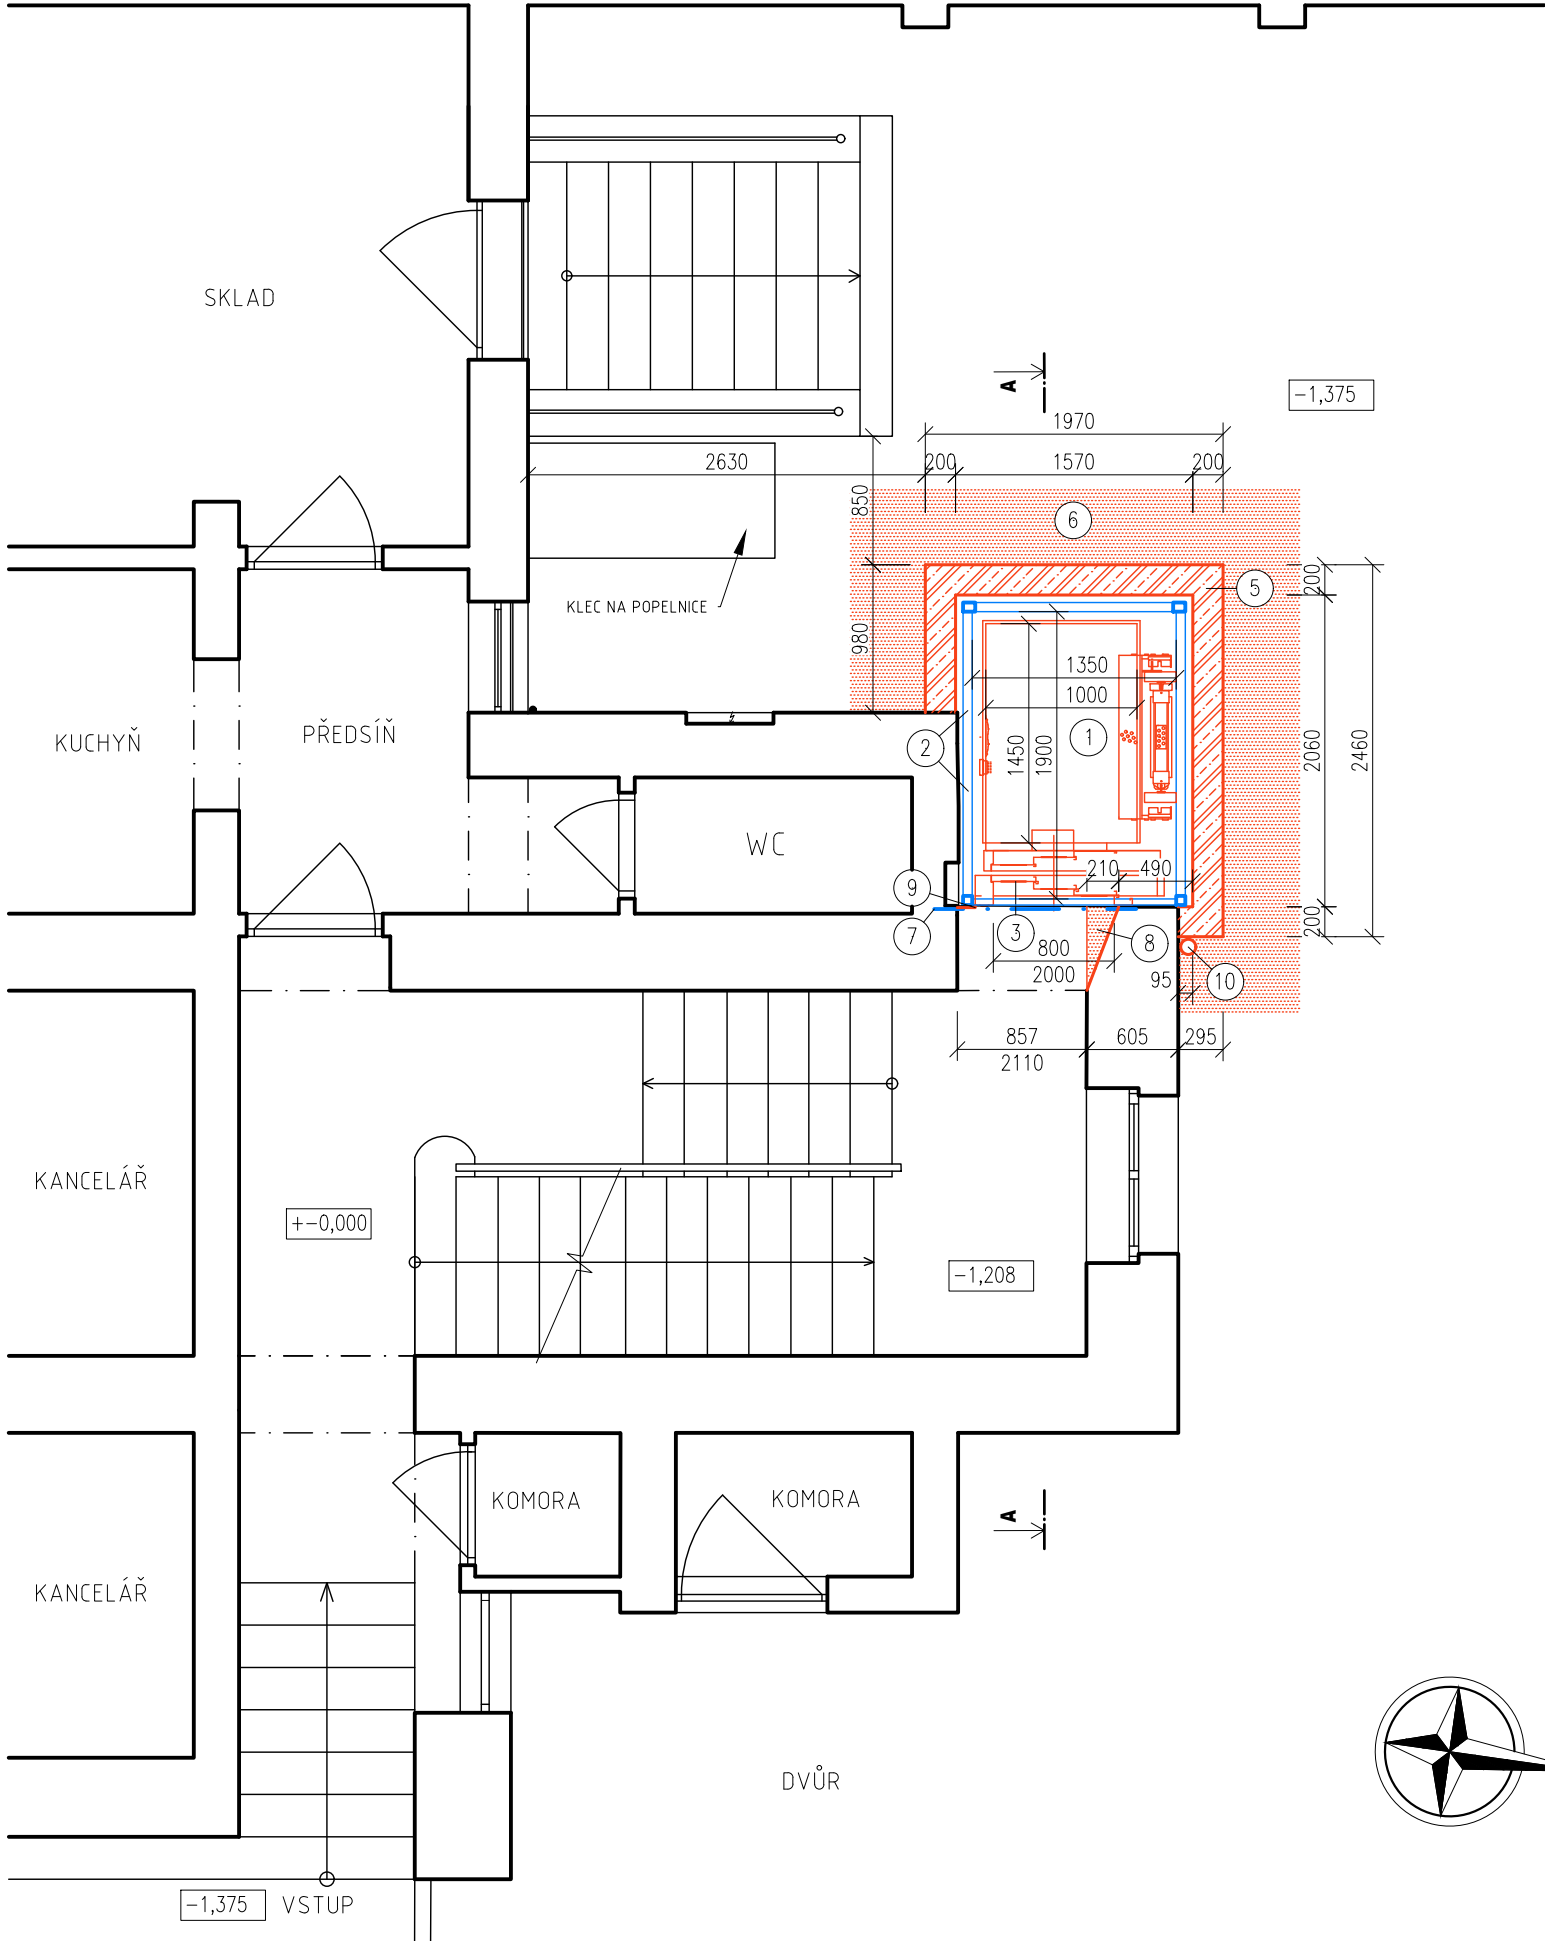 SKLAD
A
-1,375
1970
2630
200
1570
200
850
6
200
5
KLEC NA POPELNICE
980
1350
1000
KUCHYŇ
PŘEDSÍŇ
2
1
1450
1900
2060
2460
WC
210
490
9
7
3
8
200
800
2000
95
10
857
2110
605
295
KANCELÁŘ
+-0,000
-1,208
KOMORA
KOMORA
A
KANCELÁŘ
DVŮR
-1,375
VSTUP